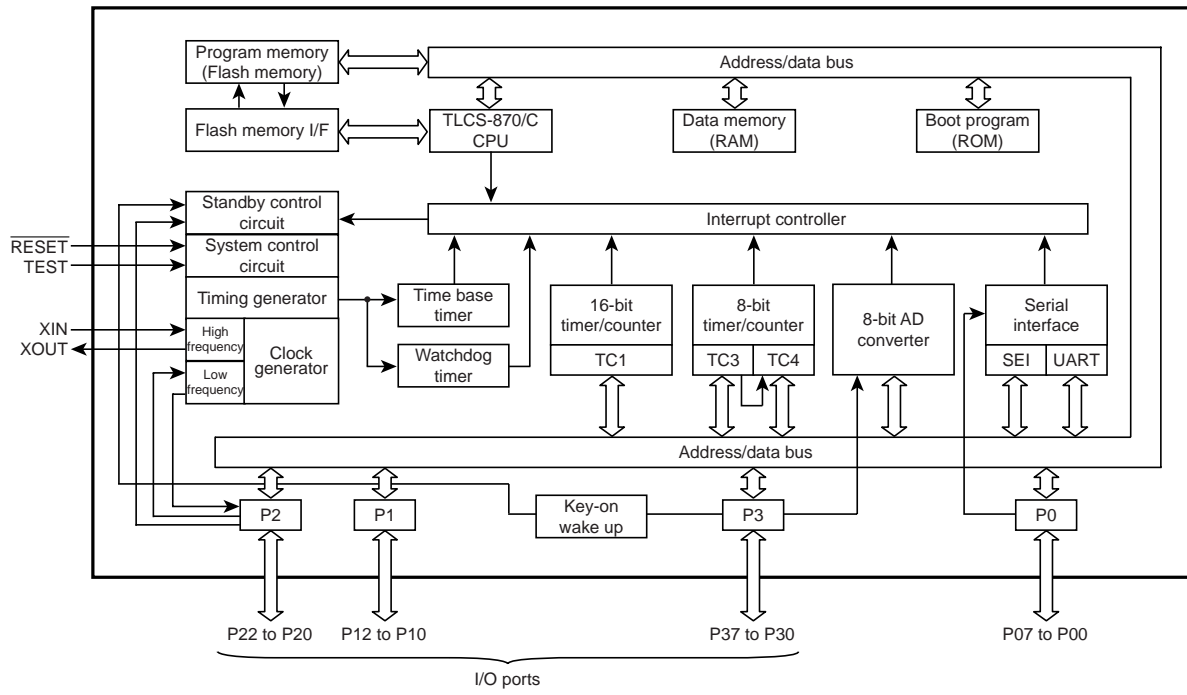 Program memory
(Flash memory)
Address/data bus
Flash memory I/F
TLCS-870/C
CPU
Data memory
(RAM)
Boot program
(ROM)
Standby control
circuit
Interrupt controller
RESET
TEST
System control
circuit
Timing generator
Time base
timer
16-bit
timer/counter
8-bit
timer/counter
8-bit AD
converter
Serial
interface
XIN
XOUT
High
frequency
Clock
generator
Low
frequency
Watchdog
timer
TC1
TC3
TC4
SEI
UART
Address/data bus
P2
P1
Key-on
wake up
P3
P0
P22 to P20
P12 to P10
P37 to P30
P07 to P00
I/O ports